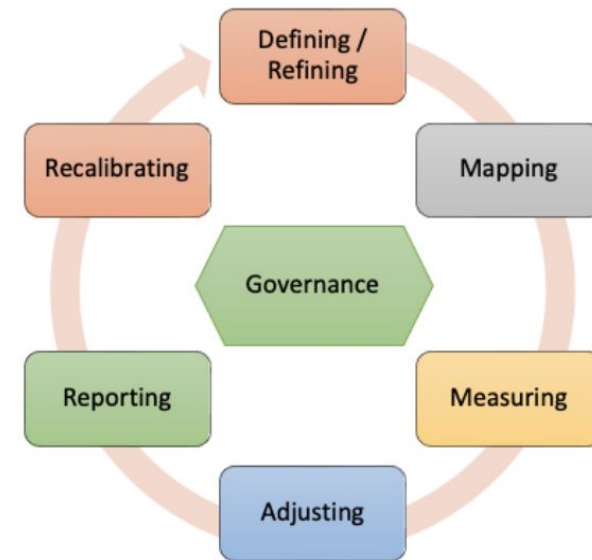 Defining /
Refining
Mapping
Measuring
Adjusting
Reporting
Recalibrating
Governance